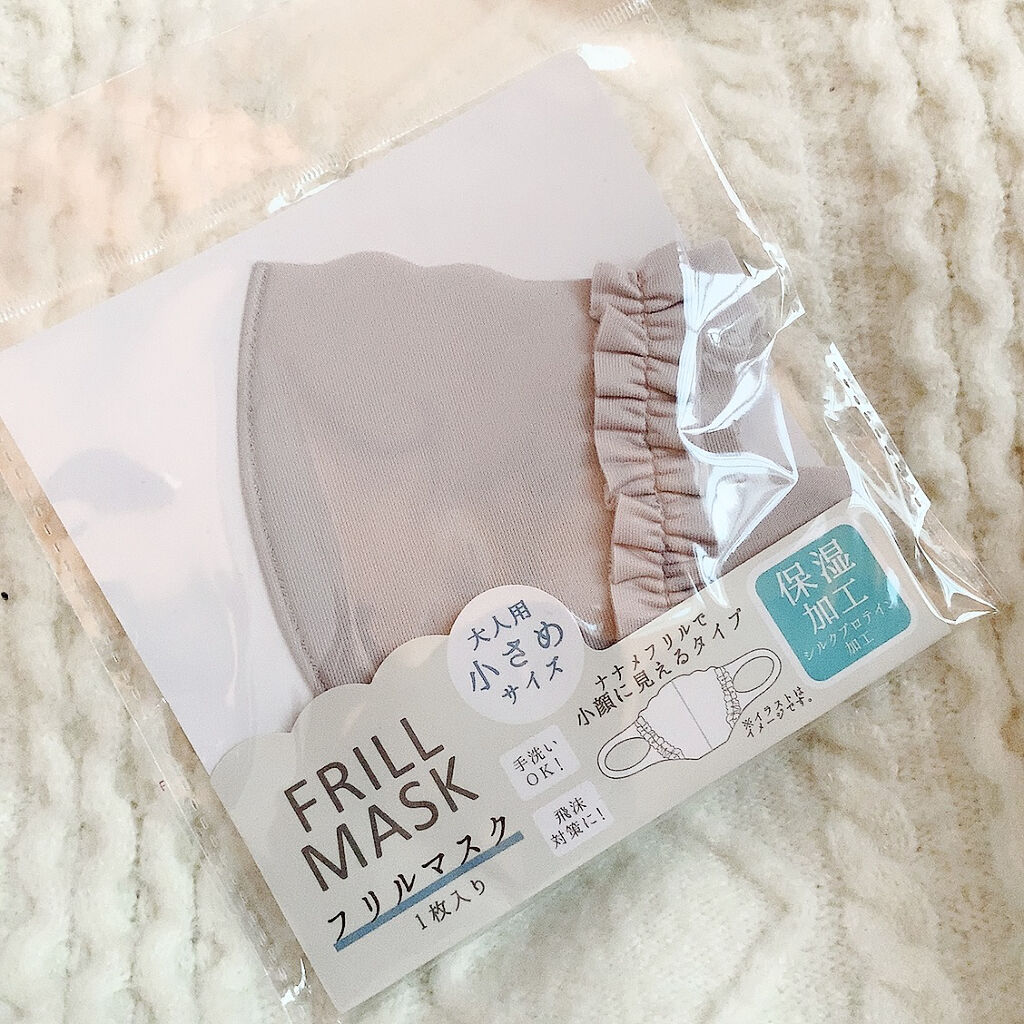 大人用
小さめ
サイズ
FRILL
MASK
フリルマスク
1枚入り
手洗い
OK!
飛沫
対策に!
ナナメフリルで
小顔に見えるタイプ
※イラストは
イメージです。
保湿
加工
シルクプロテイン
加工